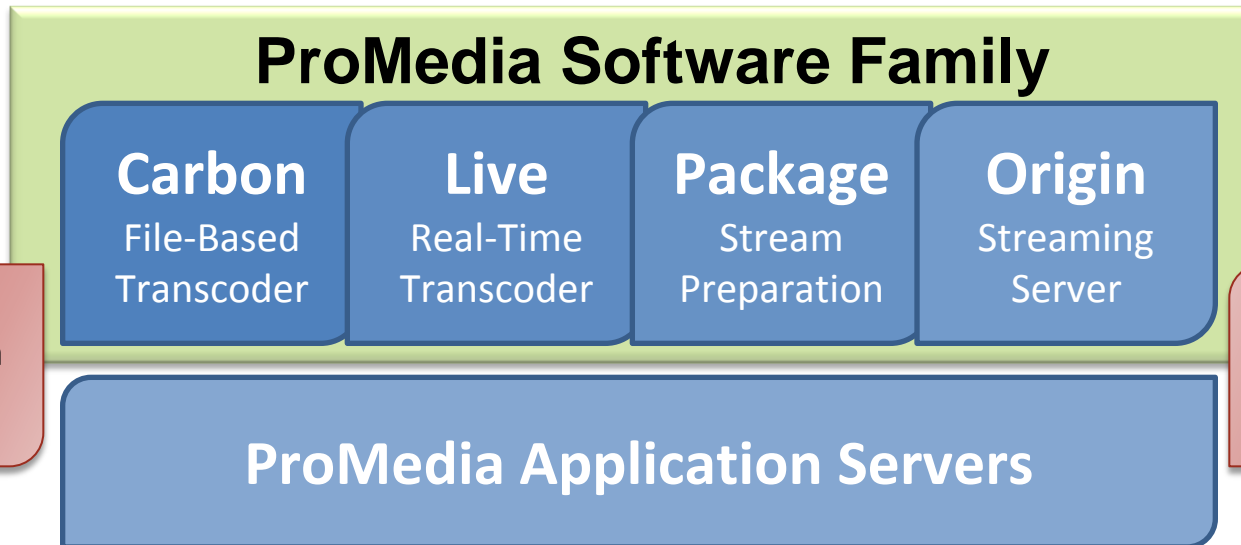 ProMedia Software Family
Carbon
File-Based
Transcoder
Live
Real-Time
Transcoder
Package
Stream
Preparation
Origin
Streaming
Server
ProMedia Application Servers